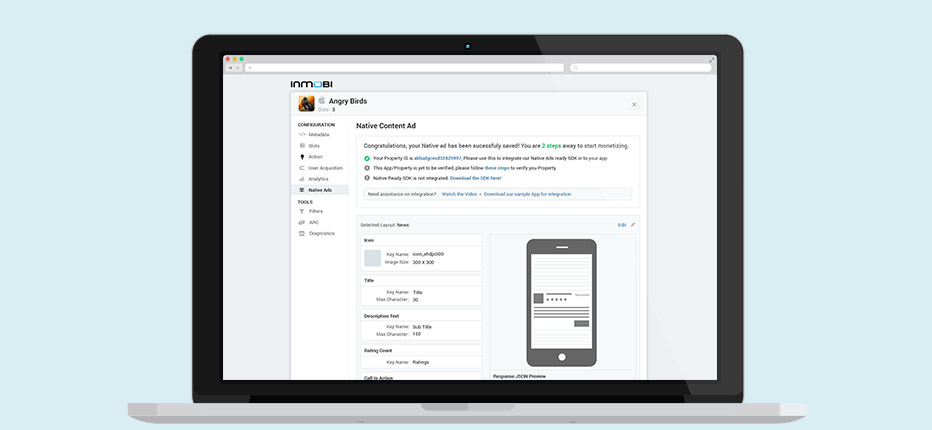 INMOBI
Angry Birds
Slots : 3
CONFIGURATION
Metadata
Slots
Action
User Acquistion
Analytics
Native Ads
TOOLS
Filters
ARC
Diagnostics
Native Content Ad
Congratulations, your Native ad has been sucessfuly saved! You are 2 steps away to start monetizing.
Your Property ID is Please use this to integrate our Native Ads ready SDK in to your app
This App/Property is yet to be verified, please follow these steps to verify you Property.
Native Ready SDK is not integrated. Download the SDK here!
Need assistance on integration? Watch the Video • Download our sample App for integration
Selected Layout: News
Edit
Icon
Key Name: icon_xhdpi300
Image Size: 300 X 300
Title
Key Name: Title
Max Character: 30
Description Text
Key Name: Sub Title
Max Character: 150
Rating Count
Key Name: Ratings
Call to Action
Sponsored
Response JSON Preview